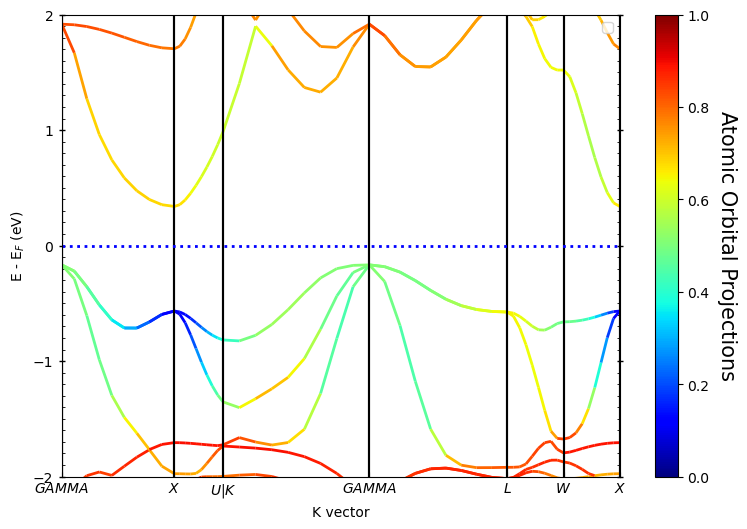 2
1
0
−1
−2
E - E_F (eV)
GAMMA X U|K GAMMA L W X
K vector
1.0
0.8
0.6
0.4
0.2
0.0
Atomic Orbital Projections